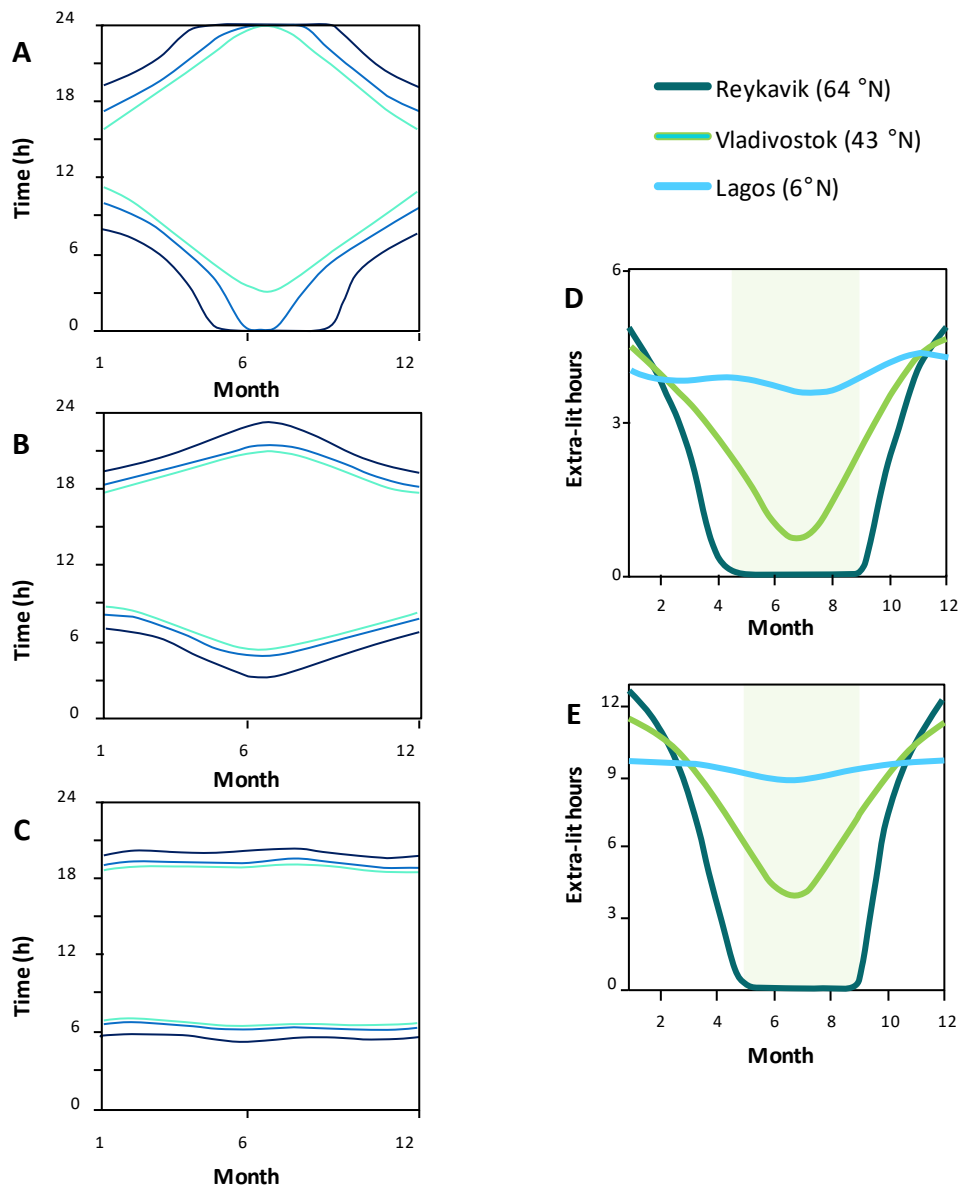 A
24
18
12
6
0
Time (h)
1
6
12
Month
B
24
18
12
6
0
Time (h)
1
6
12
Month
C
24
18
12
6
0
Time (h)
1
6
12
Month
Reykavik (64 °N)
Vladivostok (43 °N)
Lagos (6°N)
D
6
3
0
Extra-lit hours
2
4
6
8
10
12
Month
E
12
9
6
3
0
Extra-lit hours
2
4
6
8
10
12
Month